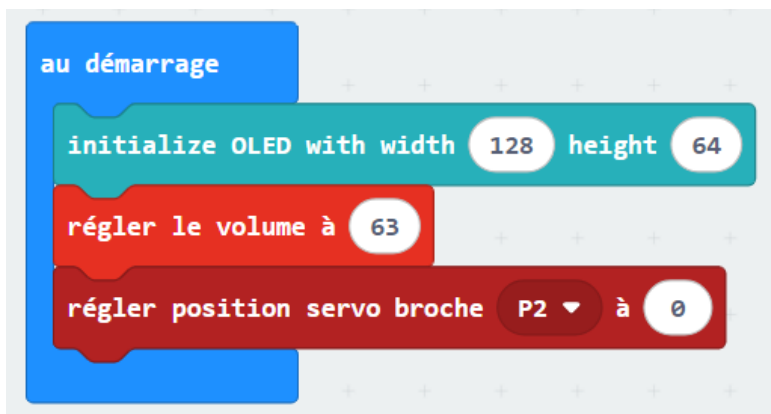 au démarrage
initialize OLED with width 128 height 64
régler le volume à 63
régler position servo broche P2 à 0